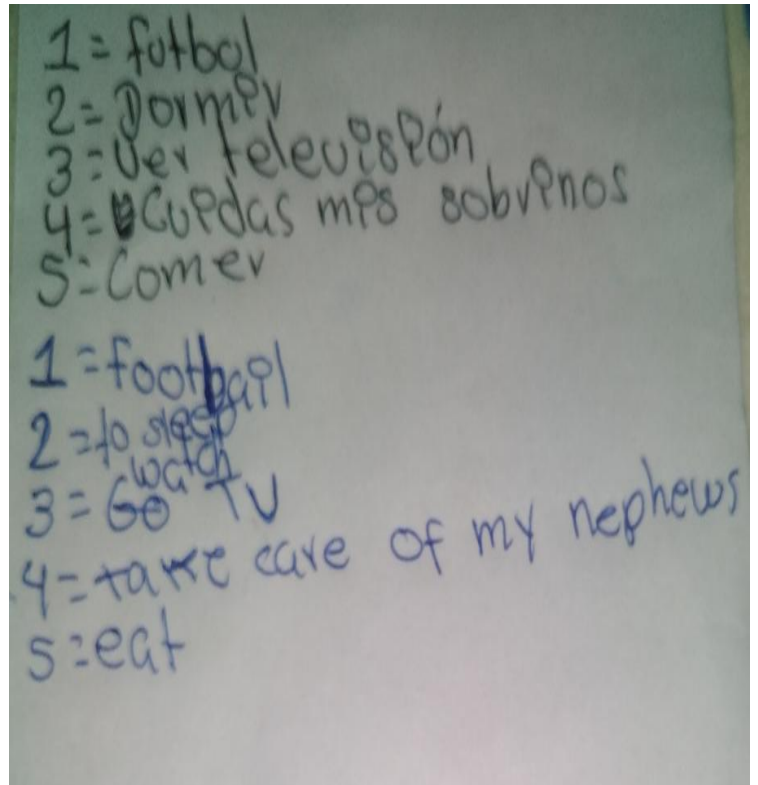 1= futbol
2= Dormir
3= Ver televisión
4= Cuidas mis sobrinos
5= Comer
1= football
2= to sleep
watch
3= Go TV
4= take care of my nephews
5= eat